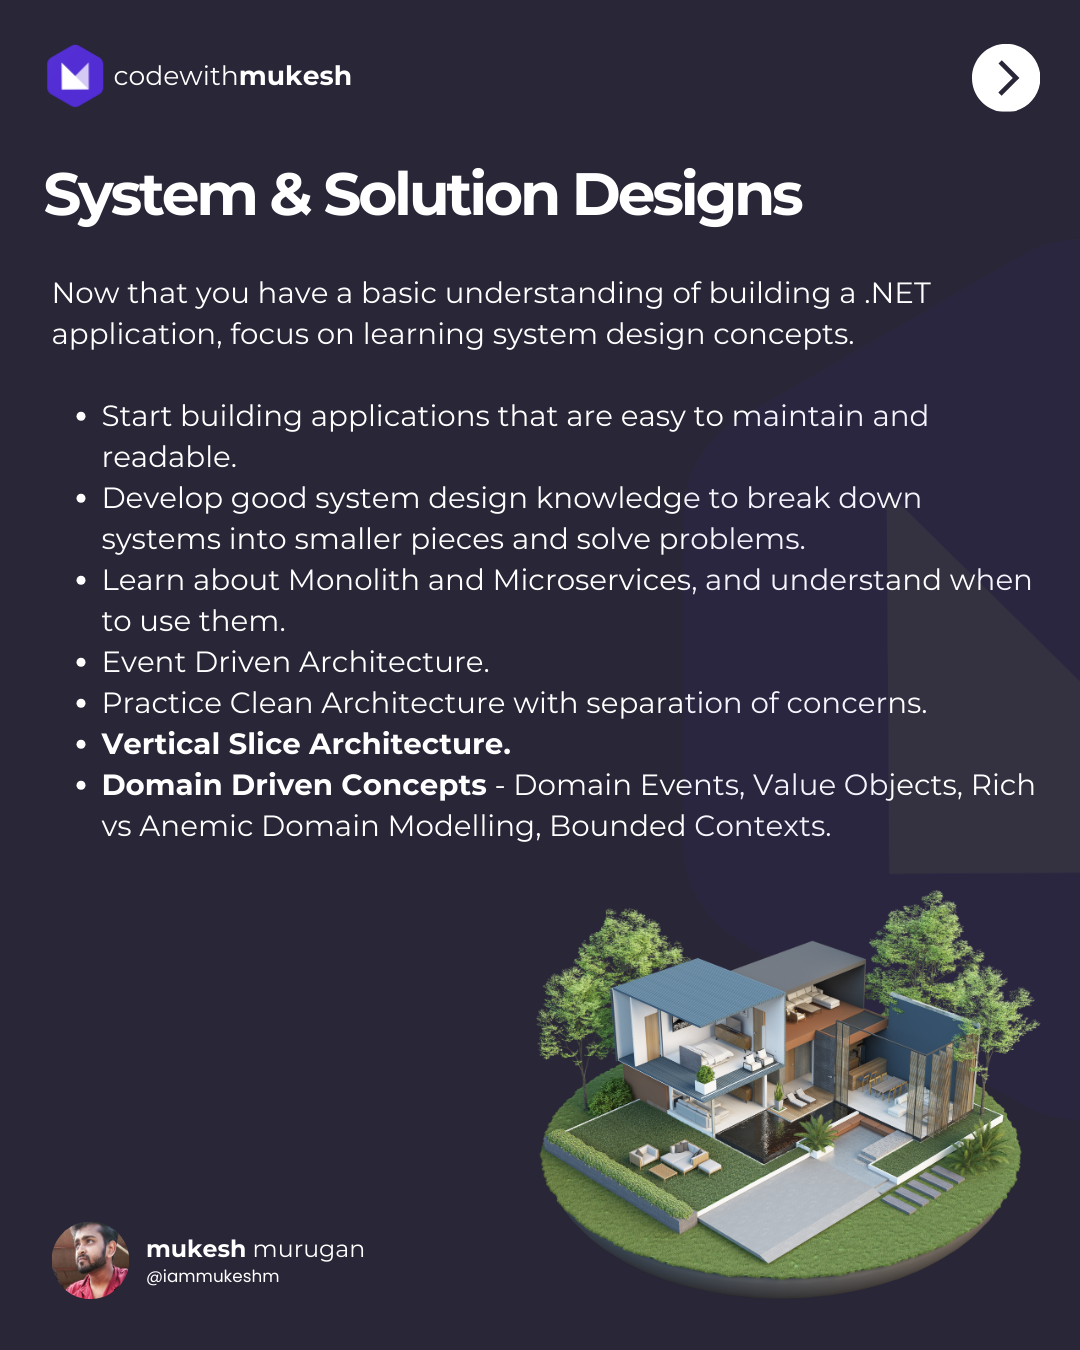 codewithmukesh
System & Solution Designs
Now that you have a basic understanding of building a .NET
application, focus on learning system design concepts.
• Start building applications that are easy to maintain and
readable.
• Develop good system design knowledge to break down
systems into smaller pieces and solve problems.
• Learn about Monolith and Microservices, and understand when
to use them.
• Event Driven Architecture.
• Practice Clean Architecture with separation of concerns.
• Vertical Slice Architecture.
• Domain Driven Concepts - Domain Events, Value Objects, Rich
vs Anemic Domain Modelling, Bounded Contexts.
mukesh murugan
@iammukeshm